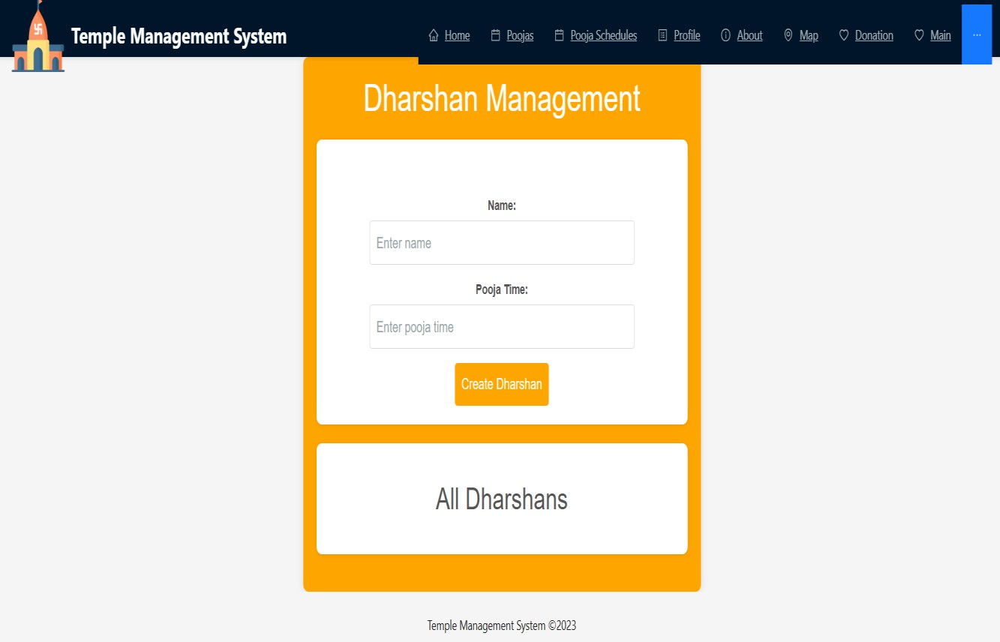 Temple Management System
Home Poojas Pooja Schedules Profile About Map Donation Main ...
Dharshan Management
Name:
Enter name
Pooja Time:
Enter pooja time
Create Dharshan
All Dharshans
Temple Management System ©2023